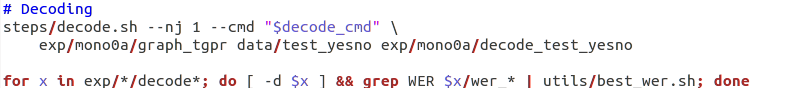 # Decoding
steps/decode.sh --nj 1 --cmd "$decode_cmd" \
    exp/mono0a/graph_tgpr data/test_yesno exp/mono0a/decode_test_yesno
for x in exp/*/decode*; do [ -d $x ] && grep WER $x/wer_* | utils/best_wer.sh; done